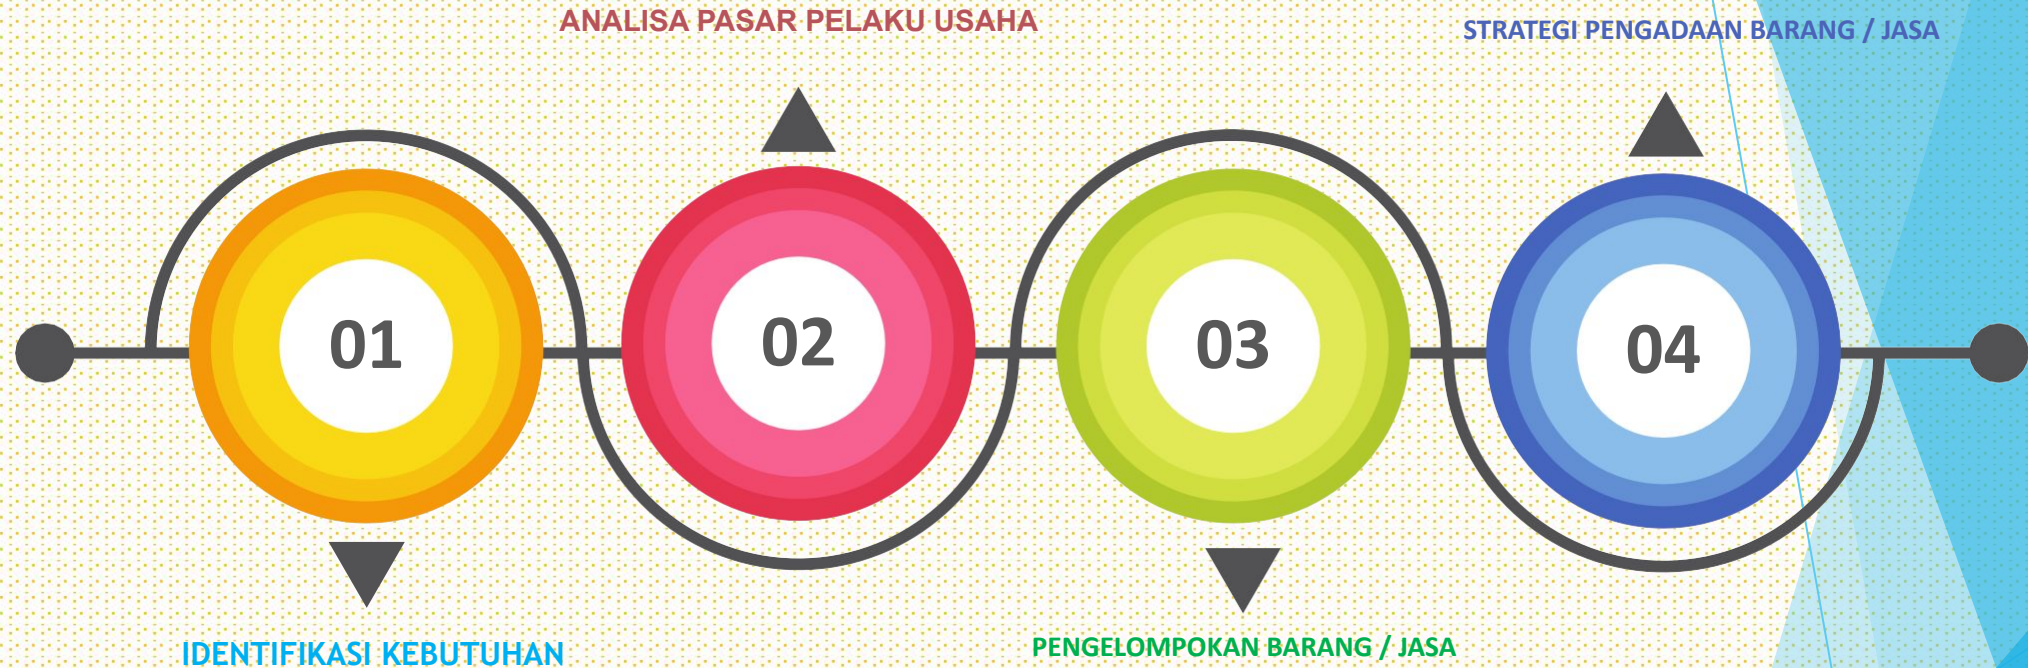 ANALISA PASAR PELAKU USAHA
STRATEGI PENGADAAN BARANG / JASA
01
02
03
04
IDENTIFIKASI KEBUTUHAN
PENGELOMPOKAN BARANG / JASA